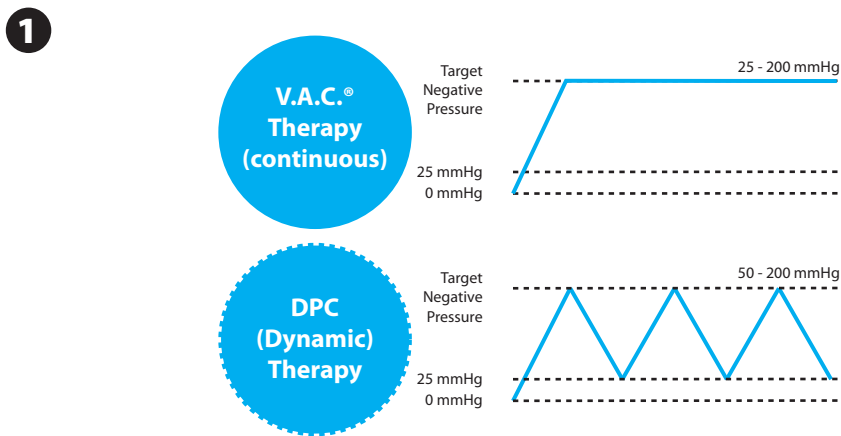 1
V.A.C.®
Therapy
(continuous)
Target
Negative
Pressure
25 - 200 mmHg
25 mmHg
0 mmHg
DPC
(Dynamic)
Therapy
Target
Negative
Pressure
50 - 200 mmHg
25 mmHg
0 mmHg